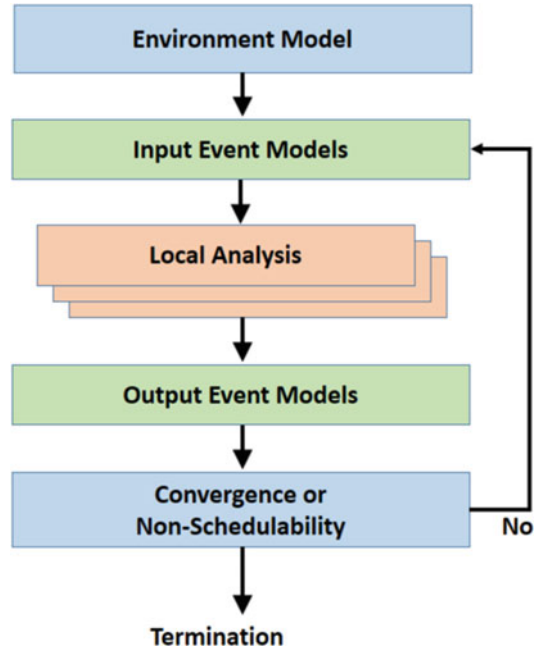 Environment Model
Input Event Models
Local Analysis
Output Event Models
Convergence or
Non-Schedulability
No
Termination